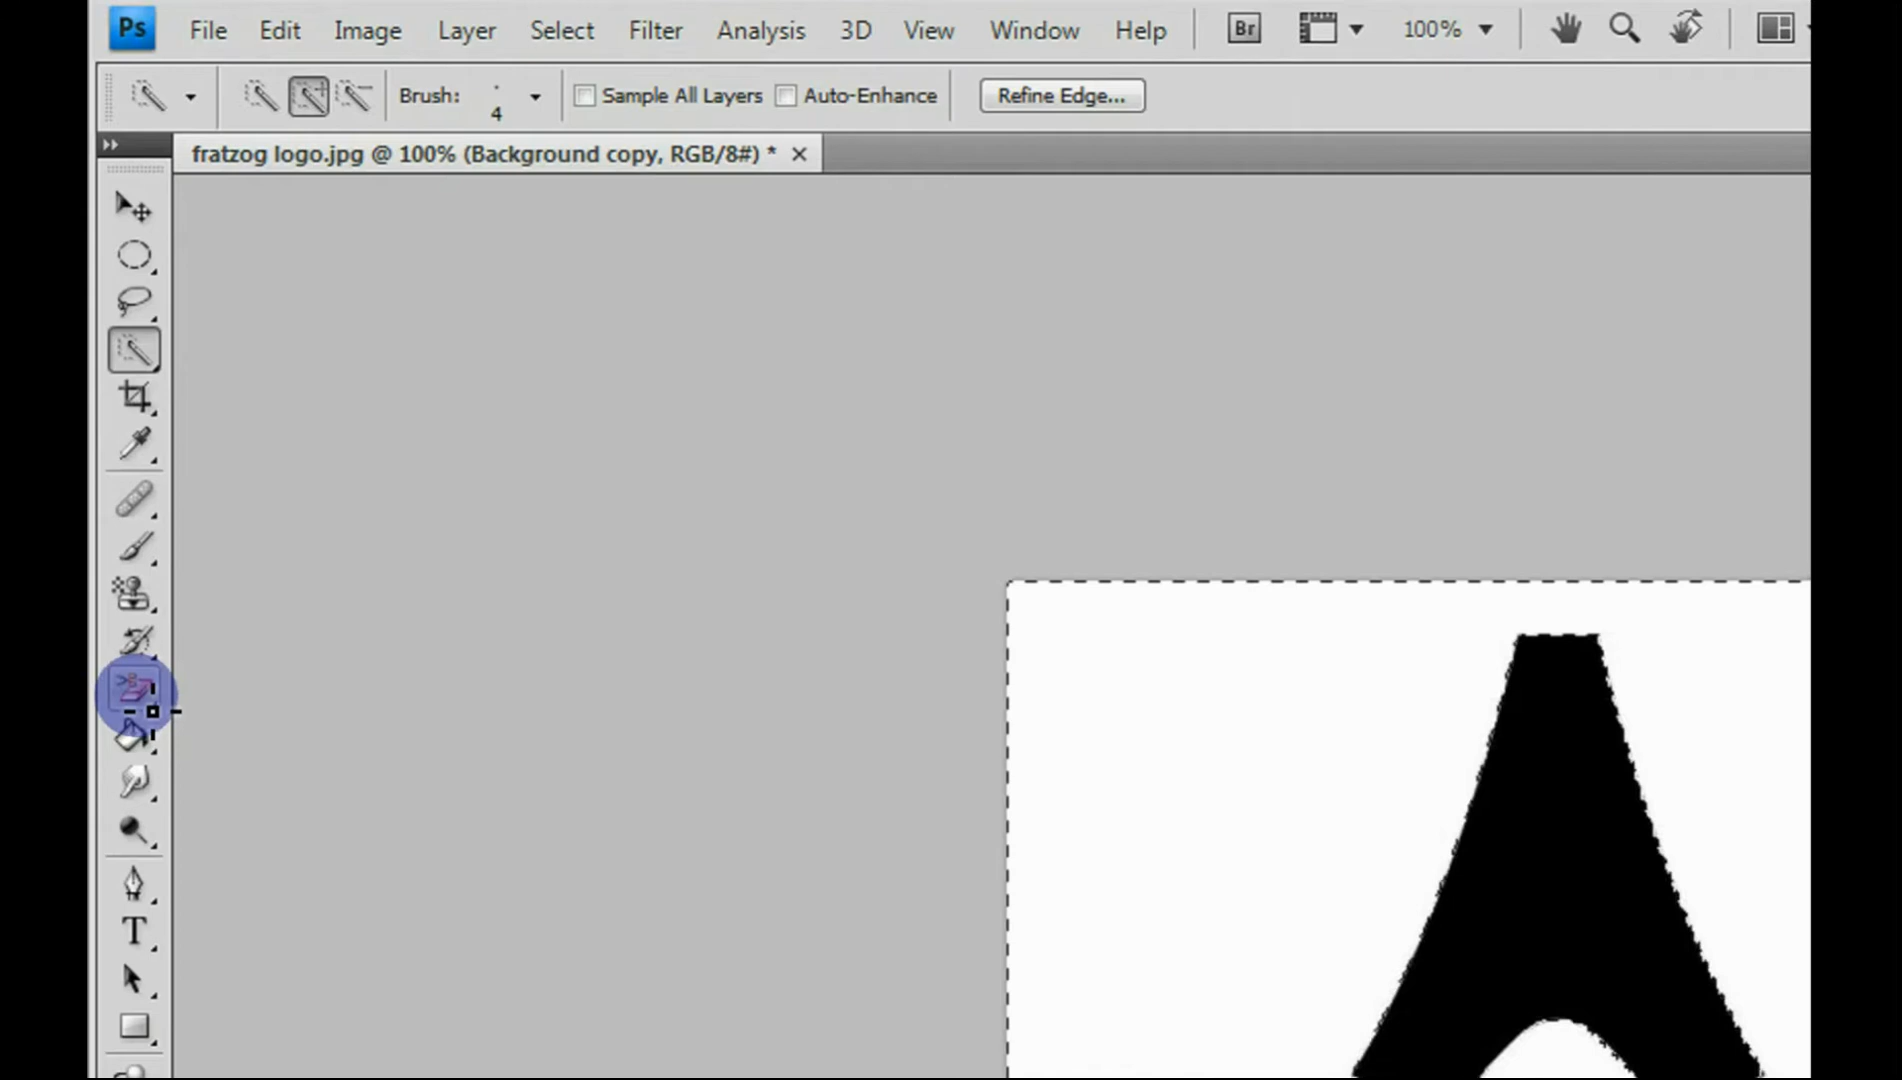 Ps File Edit Image Layer Select Filter Analysis 3D View Window Help Br 100%
Brush: 4 Sample All Layers Auto-Enhance Refine Edge...
fratzog logo.jpg @ 100% (Background copy, RGB/8#) *
T